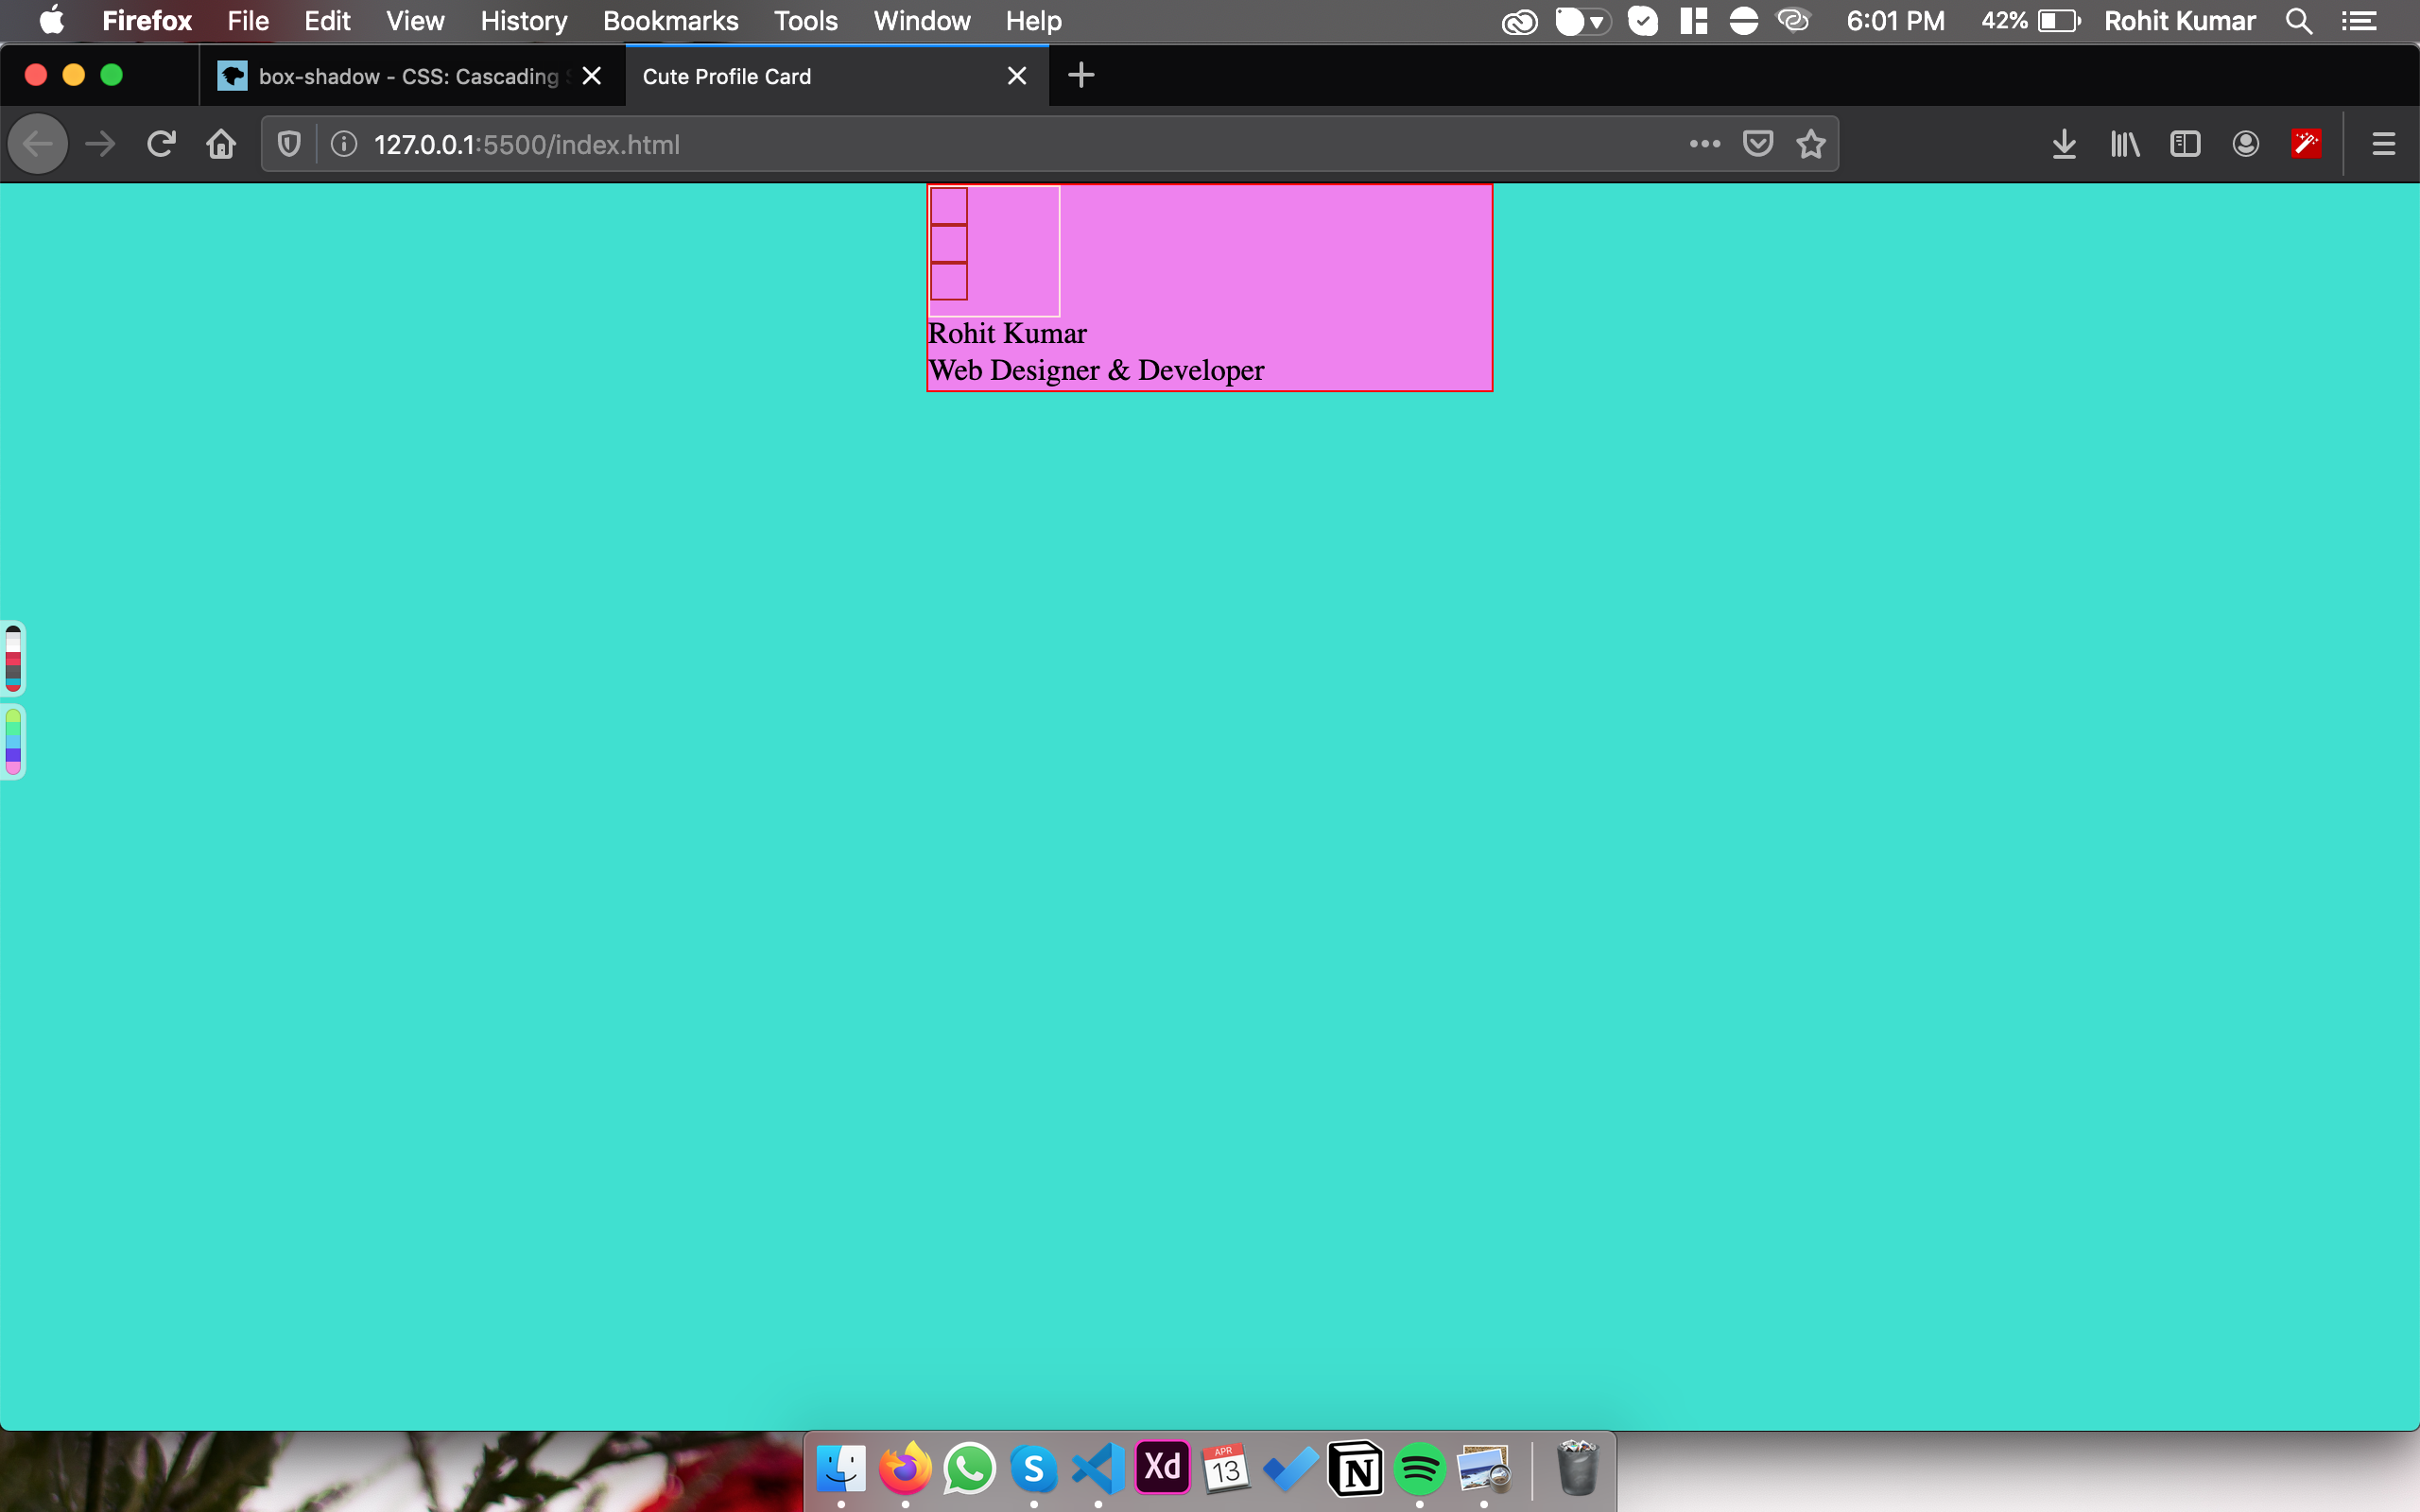 Firefox File Edit View History Bookmarks Tools Window Help 6:01 PM 42% Rohit Kumar
box-shadow - CSS: Cascading
Cute Profile Card
127.0.0.1:5500/index.html
Rohit Kumar
Web Designer & Developer
S
Xd
APR
13
N